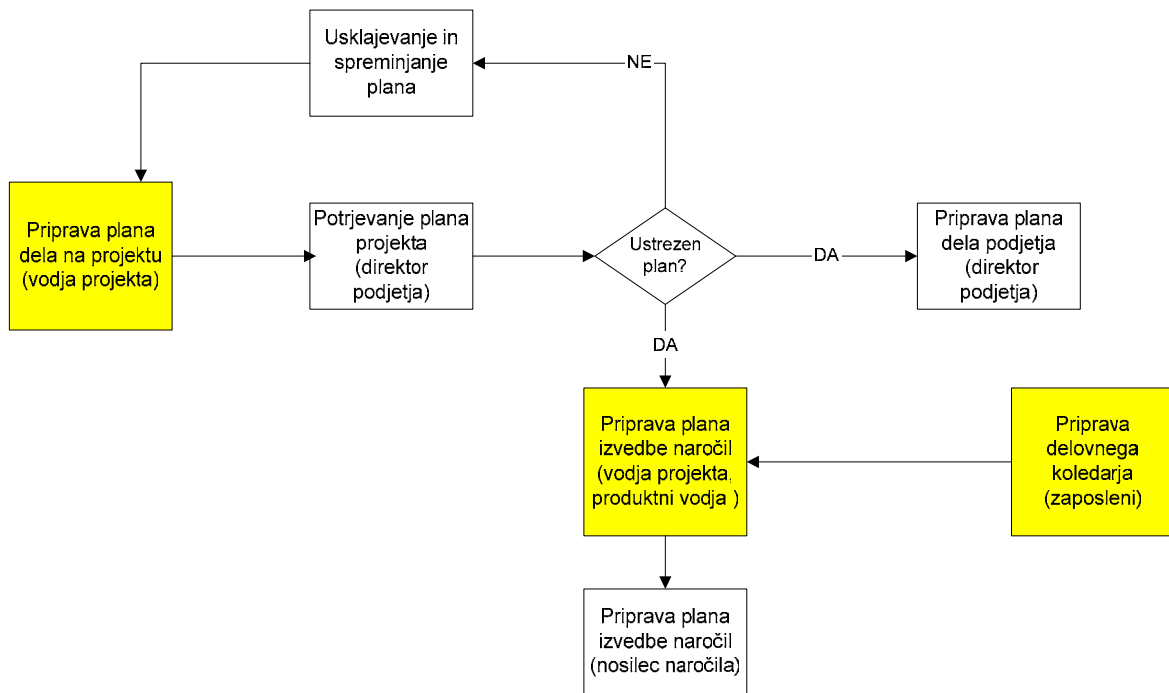 Usklajevanje in
spreminjanje
plana
NE
Priprava plana
dela na projektu
(vodja projekta)
Potrjevanje plana
projekta
(direktor
podjetja)
Ustrezen
plan?
DA
Priprava plana
dela podjetja
(direktor
podjetja)
DA
Priprava plana
izvedbe naročil
(vodja projekta,
produktni vodja )
Priprava
delovnega
koledarja
(zaposleni)
Priprava plana
izvedbe naročil
(nosilec naročila)